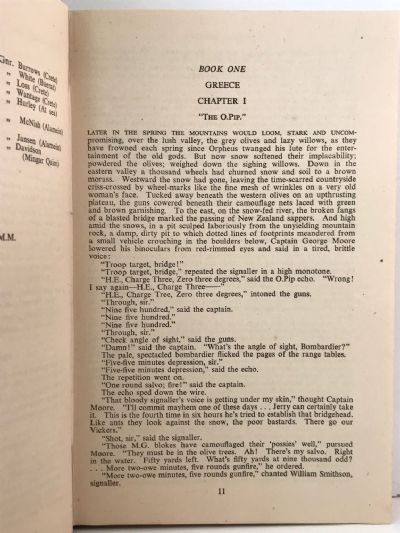 Gnr. Burrows (Crete)
" White (Boerat)
" Loss (Crete)
" Wantage (Crete)
" Hurley (At sea)
" McNish (Alamein)
" Jansen (Alamein)
" Davidson
(Mingar Quim)
M.M.
BOOK ONE
GREECE
CHAPTER I
"THE O.PIP."
LATER IN THE SPRING THE MOUNTAINS WOULD LOOM, STARK AND UNCOM-
promising, over the lush valley, the grey olives and lazy willows, as
they have frowned each spring since Orpheus twanged his lute for the enter-
tainment of the old gods. But now snow softened their implacability;
powdered the olives; weighed down the sighing willows. Down in the
eastern valley a thousand wheels had churned snow and soil to a brown
morass. Westward the snow had gone, leaving the time-scarred countryside
criss-crossed by wheel-marks like the fine mesh of wrinkles on a very old
woman's face. Tucked away beneath the western olives on an upthrusting
plateau, the guns cowered beneath their camouflage nets laced with green
and brown garnishing. To the east, on the snow-fed river, the broken fangs
of a blasted bridge marked the passing of New Zealand sappers. And high
amid the snows, in a pit sculped laboriously from the unyielding mountain
rock, a damp, dirty pit to which dotted lines of footprints meandered from
a small vehicle crouching in the boulders below, Captain George Moore
lowered his binoculars from red-rimmed eyes and said in a tired, brittle
voice:
"Troop target, bridge!"
"Troop target, bridge," repeated the signaller in a high monotone.
"H.E., Charge Three, Zero three degrees," said the O.Pip echo. "Wrong!
I say again—H.E., Charge Three——"
"H.E., Charge Tree, Zero three degrees," intoned the guns.
"Through, sir."
"Nine five hundred," said the captain.
"Nine five hundred."
"Nine five hundred."
"Through, sir."
"Check angle of sight," said the guns.
"Damn!" said the captain. "What's the angle of sight, Bombardier?"
The pale, spectacled bombardier flicked the pages of the range tables.
"Five-five minutes depression, sir."
"Five-five minutes depression," said the echo.
The repetition went on.
"One round salvo; fire!" said the captain.
The echo sped down the wire.
"That bloody signaller's voice is getting under my skin," thought Captain
Moore. "I'll commit mayhem one of these days . . . Jerry can certainly take
it. This is the fourth time in six hours he's tried to establish that bridgehead.
Like ants they look against the snow, the poor bastards. There go our
Vickers."
"Shot, sir," said the signaller.
"Those M.G. blokes have camouflaged their 'possies' well," pursued
Moore. "They must be in the olive trees. Ah! There's my salvo. Right
in the water. Fifty yards left. What's fifty yards at nine thousand odd?
. . . More two-owe minutes, five rounds gunfire," he ordered.
"More two-owe minutes, five rounds gunfire," chanted William Smithson,
signaller.
11